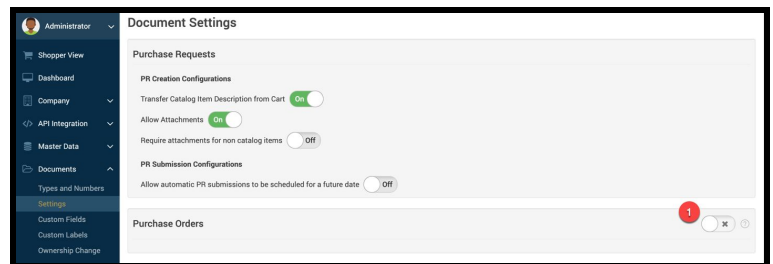 Administrator
Shopper View
Dashboard
Company
API Integration
Master Data
Documents
Types and Numbers
Settings
Custom Fields
Custom Labels
Ownership Change
Document Settings
Purchase Requests
PR Creation Configurations
Transfer Catalog Item Description from Cart On
Allow Attachments On
Require attachments for non catalog items Off
PR Submission Configurations
Allow automatic PR submissions to be scheduled for a future date Off
1
Purchase Orders